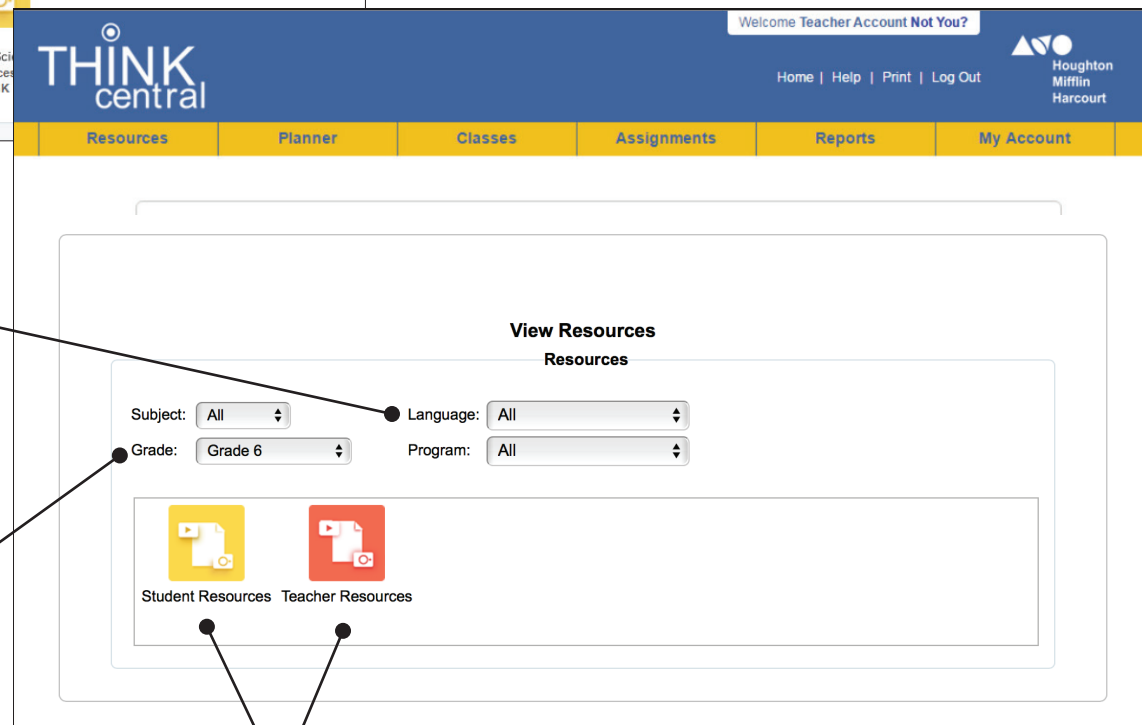 Welcome Teacher Account Not You?
THINK
central
Home | Help | Print | Log Out
Houghton
Mifflin
Harcourt
K
Resources Planner Classes Assignments Reports My Account
View Resources
Resources
Subject: All Language: All
Grade: Grade 6 Program: All
Student Resources Teacher Resources